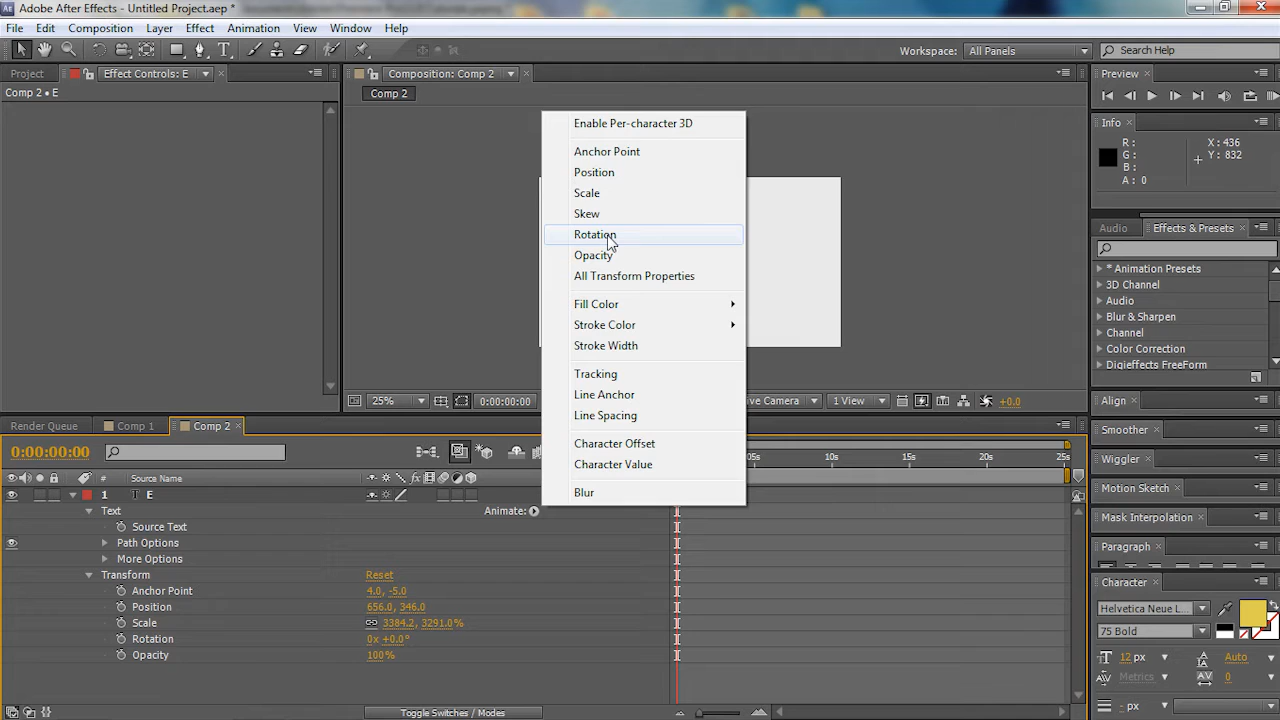 Adobe After Effects - Untitled Project.aep *
File Edit Composition Layer Effect Animation View Window Help
Workspace: All Panels Search Help
Project Effect Controls: E Composition: Comp 2 Preview
Comp 2 • E Comp 2
Info
R: X: 436
G: Y: 832
B:
A: 0
Enable Per-character 3D
Anchor Point
Position
Scale
Skew
Rotation
Opacity
All Transform Properties
Fill Color
Stroke Color
Stroke Width
Tracking
Line Anchor
Line Spacing
Character Offset
Character Value
Blur
Audio Effects & Presets
* Animation Presets
3D Channel
Audio
Blur & Sharpen
Channel
Color Correction
Digieffects FreeForm
25% 0:00:00:00 ve Camera 1 View +0.0
Align
Smoother
Wiggler
Motion Sketch
Mask Interpolation
Paragraph
Character
Helvetica Neue L...
75 Bold
12 px Auto
Metrics 0
- px
Render Queue Comp 1 Comp 2
0:00:00:00 05s 10s 15s 20s 25s
# Source Name
1 T E
Text Animate:
Source Text
Path Options
More Options
Transform Reset
Anchor Point 4.0, -5.0
Position 656.0, 346.0
Scale 3384.2, 3291.0%
Rotation 0x +0.0°
Opacity 100%
Toggle Switches / Modes